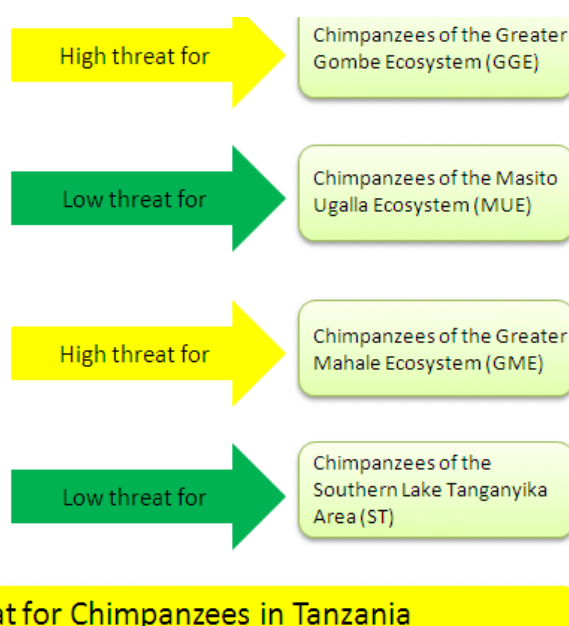 High threat for
Chimpanzees of the Greater
Gombe Ecosystem (GGE)
Low threat for
Chimpanzees of the Masito
Ugalla Ecosystem (MUE)
High threat for
Chimpanzees of the Greater
Mahale Ecosystem (GME)
Low threat for
Chimpanzees of the
Southern Lake Tanganyika
Area (ST)
for Chimpanzees in Tanzania